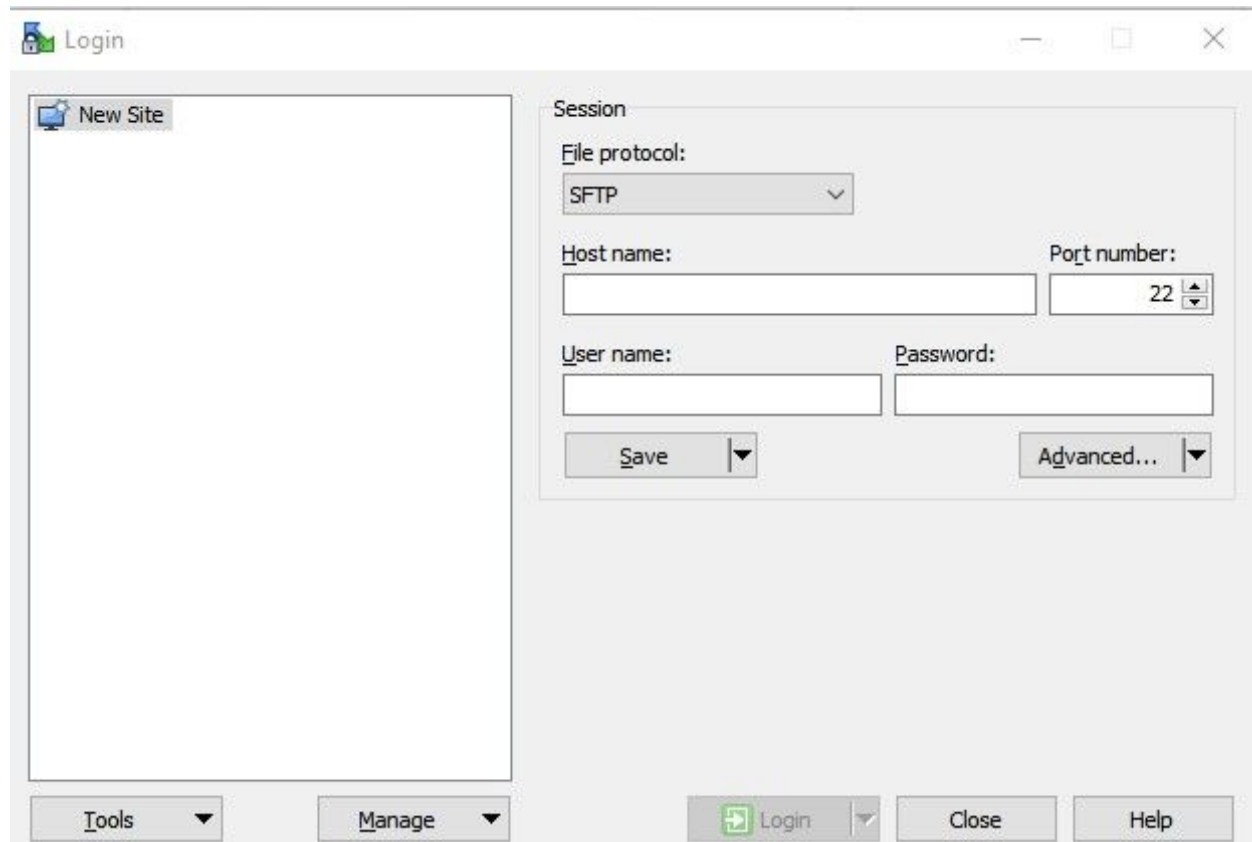 Login
New Site
Session
File protocol:
SFTP
Host name:
Port number:
22
User name:
Password:
Save
Advanced...
Tools
Manage
Login
Close
Help